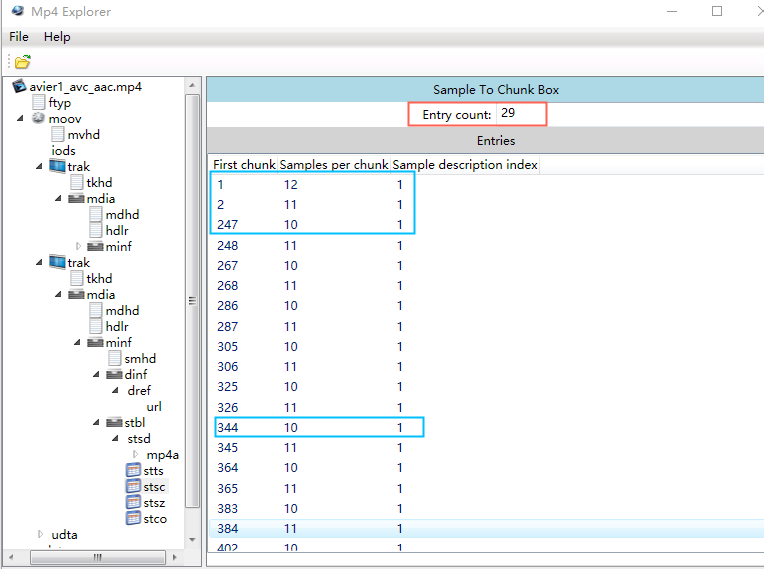 Mp4 Explorer
File Help
avier1_avc_aac.mp4
ftyp
moov
mvhd
iods
trak
tkhd
mdia
mdhd
hdlr
minf
trak
tkhd
mdia
mdhd
hdlr
minf
smhd
dinf
dref
url
stbl
stsd
mp4a
stts
stsc
stsz
stco
udta
Sample To Chunk Box
Entry count: 29
Entries
First chunk Samples per chunk Sample description index
1 12 1
2 11 1
247 10 1
248 11 1
267 10 1
268 11 1
286 10 1
287 11 1
305 10 1
306 11 1
325 10 1
326 11 1
344 10 1
345 11 1
364 10 1
365 11 1
383 10 1
384 11 1
402 10 1